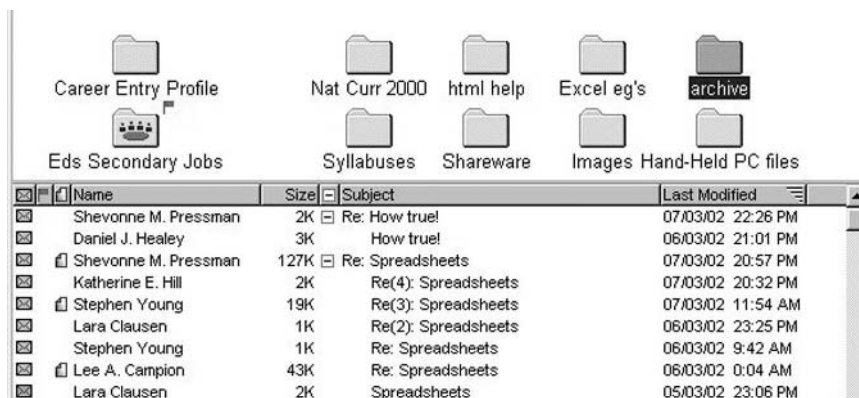 Career Entry Profile Nat Curr 2000 html help Excel eg's archive
Eds Secondary Jobs Syllabuses Shareware Images Hand-Held PC files
Name Size Subject Last Modified
Shevonne M. Pressman 2K Re: How true! 07/03/02 22:26 PM
Daniel J. Healey 3K How true! 06/03/02 21:01 PM
Shevonne M. Pressman 127K Re: Spreadsheets 07/03/02 20:57 PM
Katherine E. Hill 2K Re(4): Spreadsheets 07/03/02 20:32 PM
Stephen Young 19K Re(3): Spreadsheets 07/03/02 11:54 AM
Lara Clausen 1K Re(2): Spreadsheets 06/03/02 23:25 PM
Stephen Young 1K Re: Spreadsheets 06/03/02 9:42 AM
Lee A. Campion 43K Re: Spreadsheets 06/03/02 0:04 AM
Lara Clausen 2K Spreadsheets 05/03/02 23:06 PM